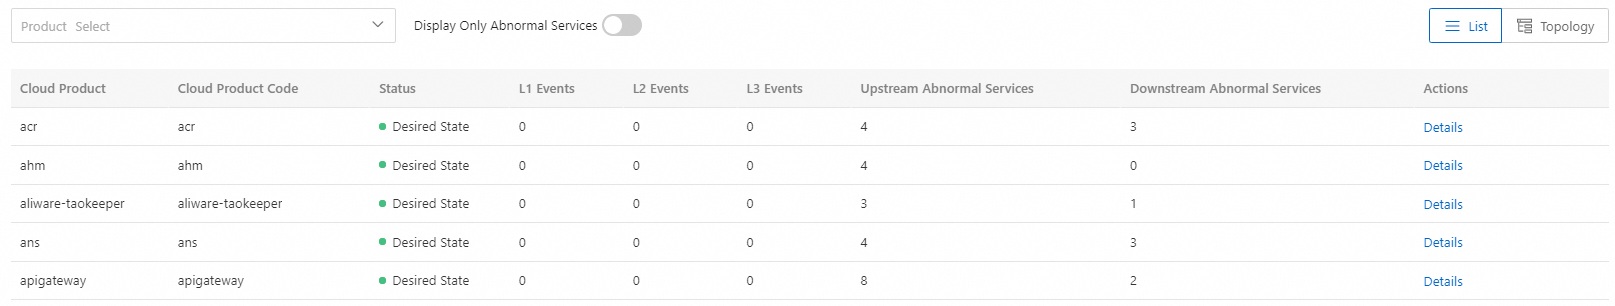 Product Select Display Only Abnormal Services List Topology
Cloud Product Cloud Product Code Status L1 Events L2 Events L3 Events Upstream Abnormal Services Downstream Abnormal Services Actions
acr acr Desired State 0 0 0 4 3 Details
ahm ahm Desired State 0 0 0 4 0 Details
aliware-taokeeper aliware-taokeeper Desired State 0 0 0 3 1 Details
ans ans Desired State 0 0 0 4 3 Details
apigateway apigateway Desired State 0 0 0 8 2 Details